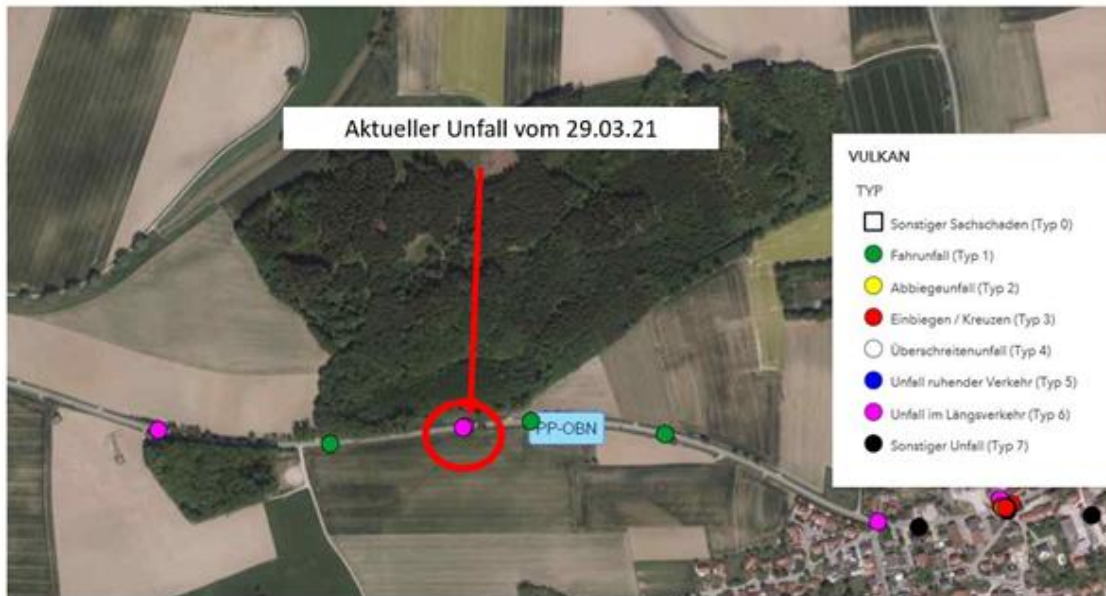 Aktueller Unfall vom 29.03.21
VULKAN
TYP
Sonstiger Sachschaden (Typ 0)
Fahrunfall (Typ 1)
Abbiegeunfall (Typ 2)
Einbiegen / Kreuzen (Typ 3)
Überschreitenunfall (Typ 4)
Unfall ruhender Verkehr (Typ 5)
Unfall im Längsverkehr (Typ 6)
Sonstiger Unfall (Typ 7)
PP-OBN